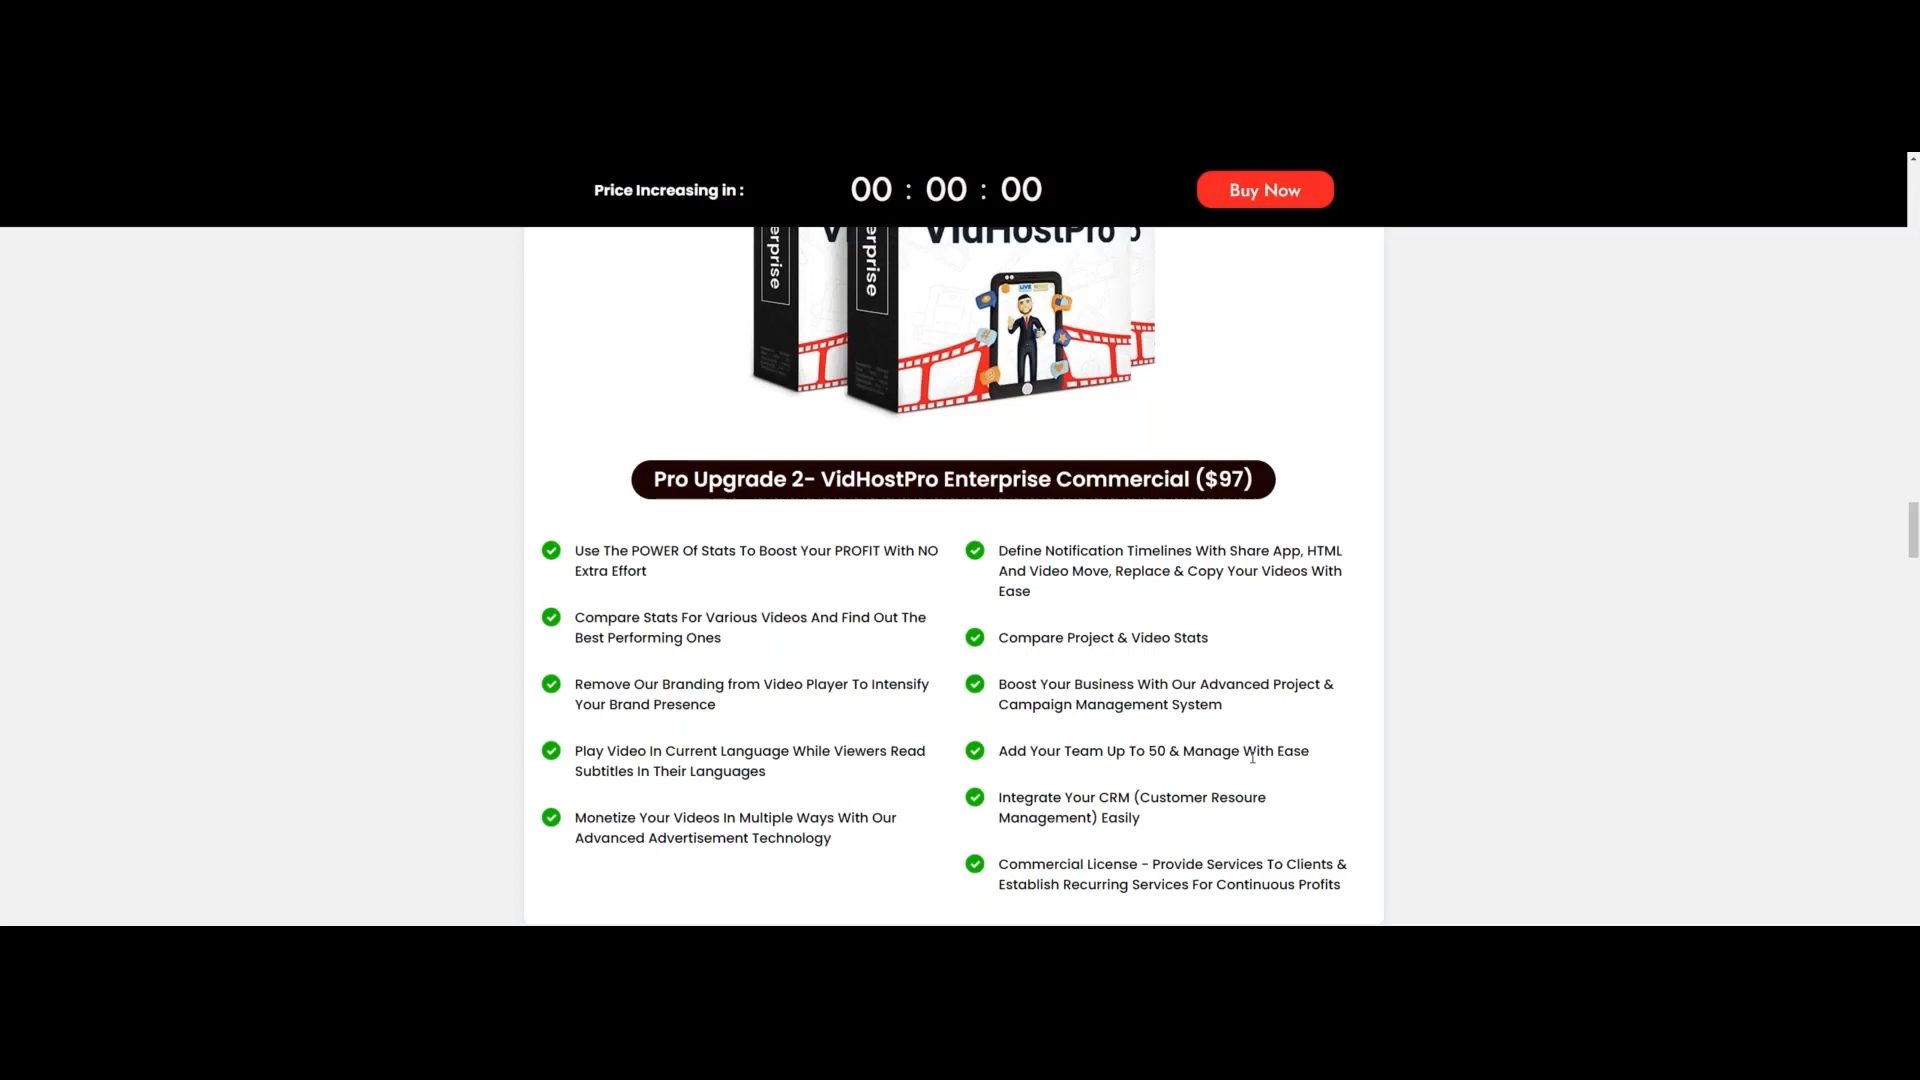 Price Increasing in :
00 : 00 : 00
Buy Now
erprise
erprise
VidHostPro
Pro Upgrade 2- VidHostPro Enterprise Commercial ($97)
Use The POWER Of Stats To Boost Your PROFIT With NO
Extra Effort
Compare Stats For Various Videos And Find Out The
Best Performing Ones
Remove Our Branding from Video Player To Intensify
Your Brand Presence
Play Video In Current Language While Viewers Read
Subtitles In Their Languages
Monetize Your Videos In Multiple Ways With Our
Advanced Advertisement Technology
Define Notification Timelines With Share App, HTML
And Video Move, Replace & Copy Your Videos With
Ease
Compare Project & Video Stats
Boost Your Business With Our Advanced Project &
Campaign Management System
Add Your Team Up To 50 & Manage With Ease
Integrate Your CRM (Customer Resoure
Management) Easily
Commercial License - Provide Services To Clients &
Establish Recurring Services For Continuous Profits